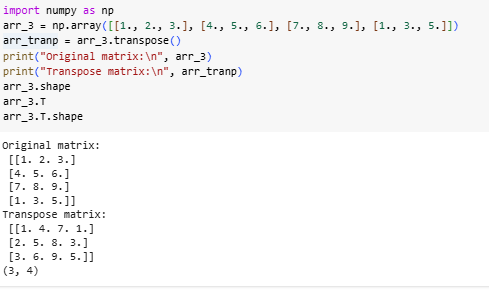 import numpy as np
arr_3 = np.array([[1., 2., 3.], [4., 5., 6.], [7., 8., 9.], [1., 3., 5.]])
arr_tranp = arr_3.transpose()
print("Original matrix:\n", arr_3)
print("Transpose matrix:\n", arr_tranp)
arr_3.shape
arr_3.T
arr_3.T.shape
Original matrix:
 [[1. 2. 3.]
 [4. 5. 6.]
 [7. 8. 9.]
 [1. 3. 5.]]
Transpose matrix:
 [[1. 4. 7. 1.]
 [2. 5. 8. 3.]
 [3. 6. 9. 5.]]
(3, 4)